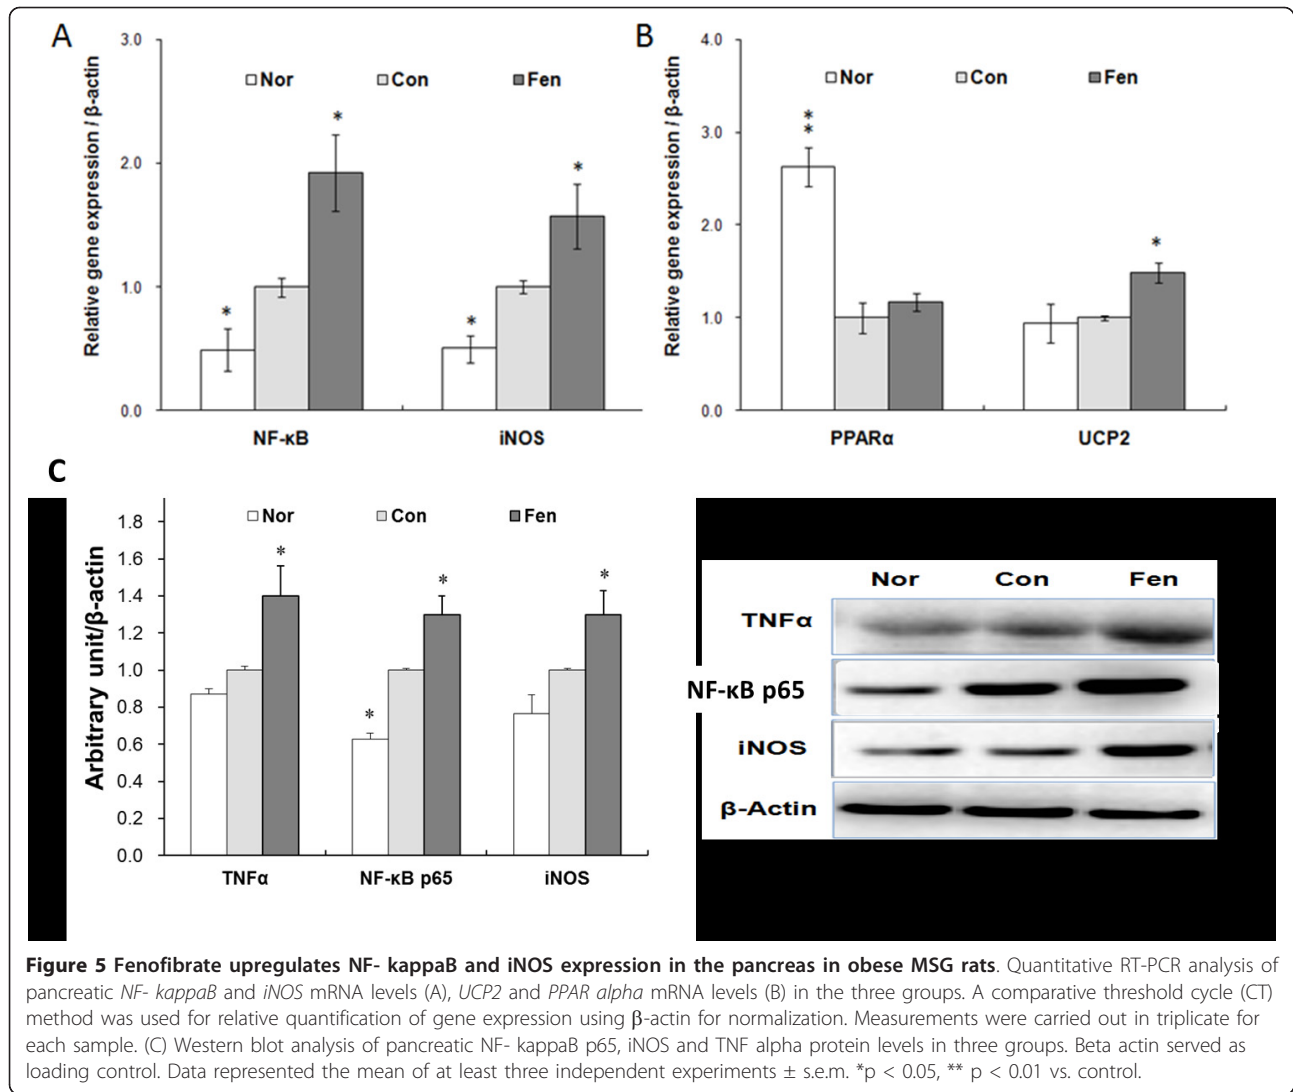 A
3.0
2.0
1.0
0.0
Relative gene expression / β-actin
Nor Con Fen
*
*
*
*
NF-κB iNOS
B
4.0
3.0
2.0
1.0
0.0
Relative gene expression / β-actin
Nor Con Fen
*
*
*
PPARα UCP2
C
1.8
1.6
1.4
1.2
1.0
0.8
0.6
0.4
0.2
0.0
Arbitrary unit/β-actin
Nor Con Fen
*
*
*
*
TNFα NF-κB p65 iNOS
Nor Con Fen
TNFα
NF-κB p65
iNOS
β-Actin
Figure 5 Fenofibrate upregulates NF- kappaB and iNOS expression in the pancreas in obese MSG rats. Quantitative RT-PCR analysis of
pancreatic NF- kappaB and iNOS mRNA levels (A), UCP2 and PPAR alpha mRNA levels (B) in the three groups. A comparative threshold cycle (CT)
method was used for relative quantification of gene expression using β-actin for normalization. Measurements were carried out in triplicate for
each sample. (C) Western blot analysis of pancreatic NF- kappaB p65, iNOS and TNF alpha protein levels in three groups. Beta actin served as
loading control. Data represented the mean of at least three independent experiments ± s.e.m. *p < 0.05, ** p < 0.01 vs. control.